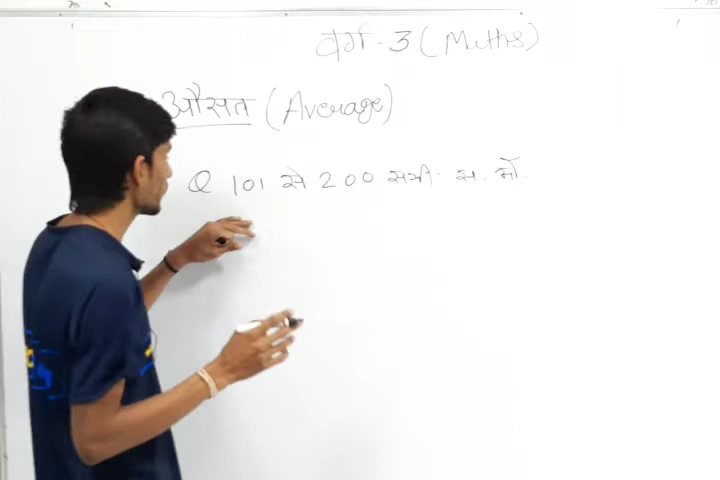 वर्ग - 3 (Maths)
औसत (Average)
Q 101 से 200 सभी स. औ.